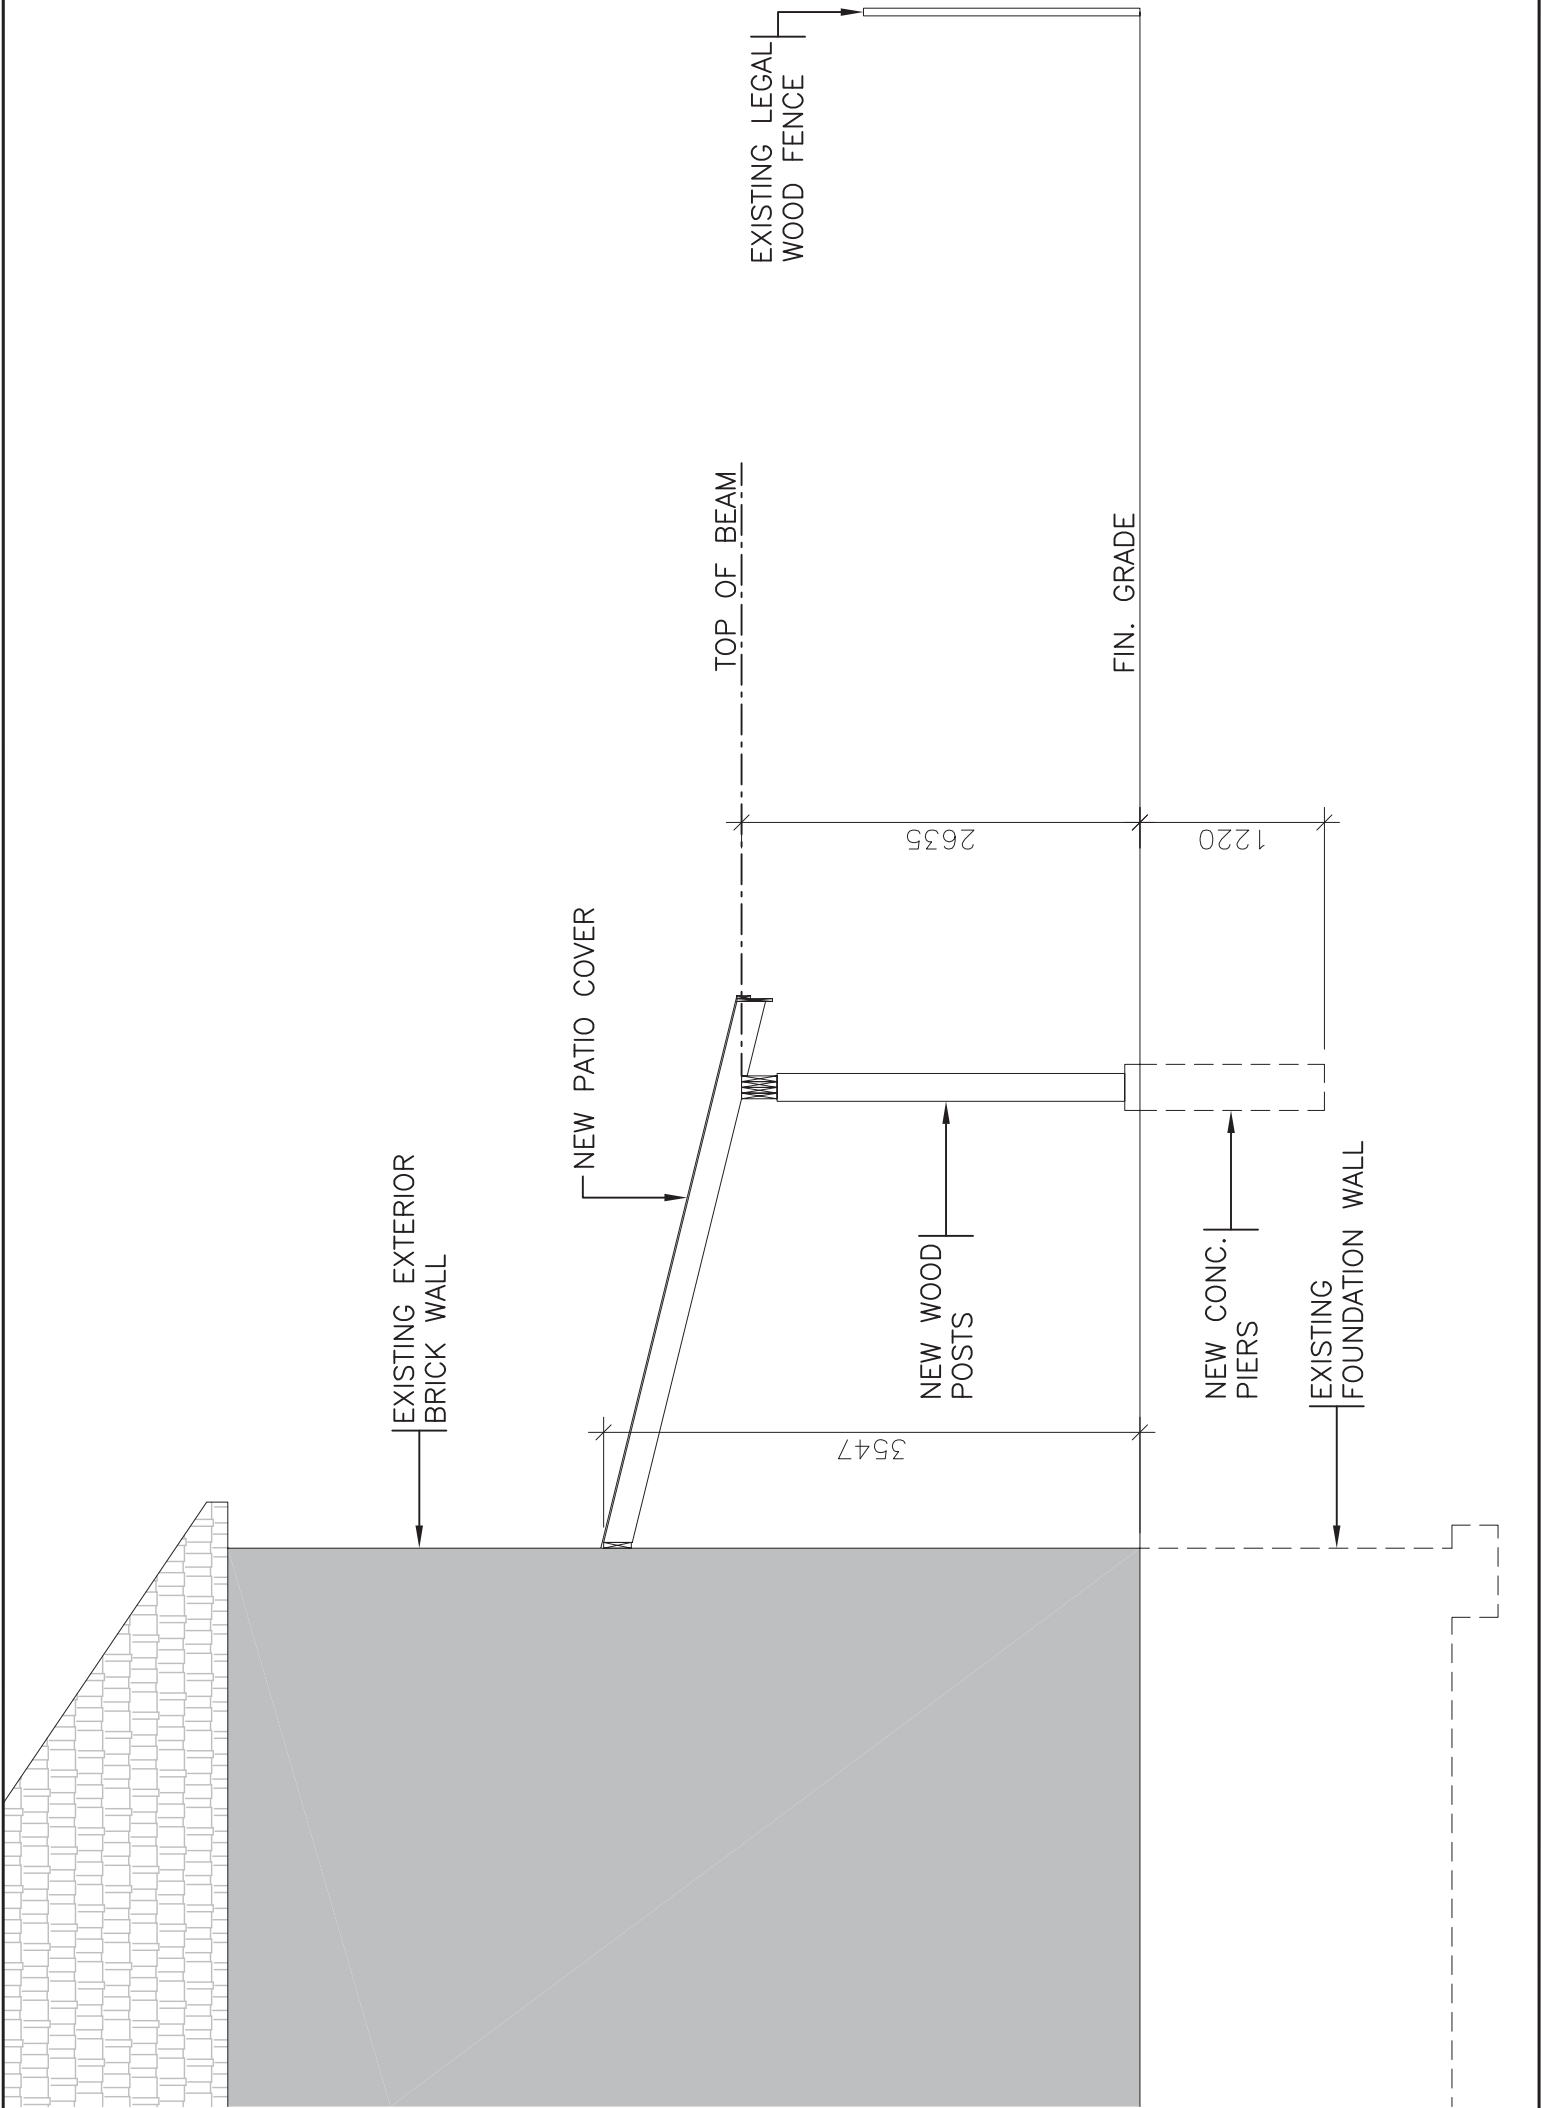 EXISTING EXTERIOR
BRICK WALL
NEW PATIO COVER
TOP OF BEAM
EXISTING LEGAL
WOOD FENCE
3547
2635
NEW WOOD
POSTS
FIN. GRADE
1220
NEW CONC.
PIERS
EXISTING
FOUNDATION WALL